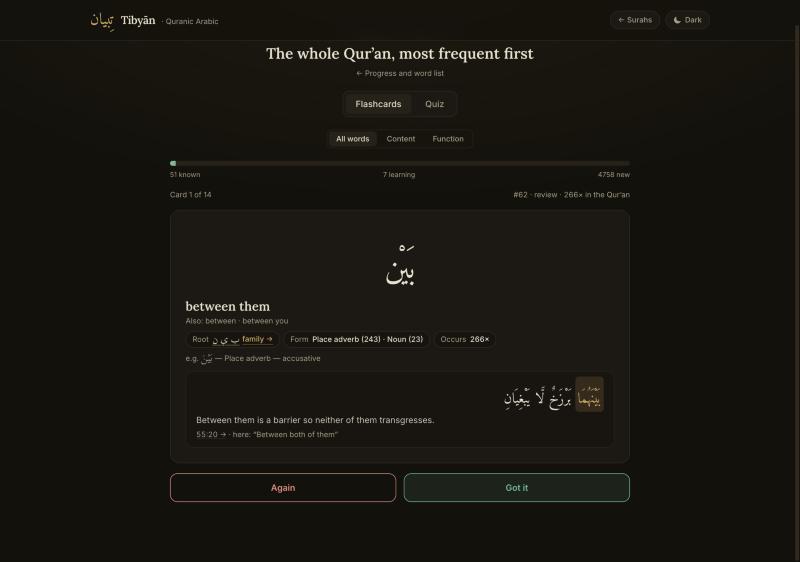 تِبيان Tibyān · Quranic Arabic
← Surahs
Dark
The whole Qur’an, most frequent first
← Progress and word list
Flashcards Quiz
All words Content Function
51 known 7 learning 4758 new
Card 1 of 14 #62 · review · 266× in the Qur'an
بَيْن
between them
Also: between · between you
Root ب ي ن family → Form Place adverb (243) · Noun (23) Occurs 266×
e.g. بَيْنَ — Place adverb — accusative
بَيْنَهُمَا بَرْزَخٌ لَّا يَبْغِيَانِ
Between them is a barrier so neither of them transgresses.
55:20 → · here: “Between both of them”
Again Got it